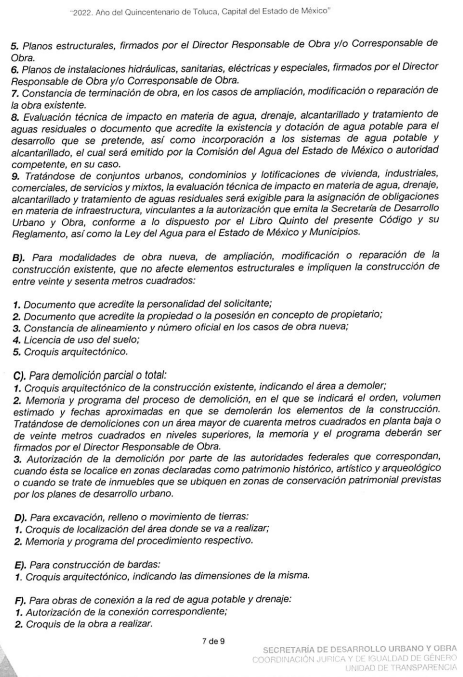 "2022. Año del Quincentenario de Toluca, Capital del Estado de México"
5. Planos estructurales, firmados por el Director Responsable de Obra y/o Corresponsable de
Obra.
6. Planos de instalaciones hidráulicas, sanitarias, eléctricas y especiales, firmados por el Director
Responsable de Obra y/o Corresponsable de Obra.
7. Constancia de terminación de obra, en los casos de ampliación, modificación o reparación de
la obra existente.
8. Evaluación técnica de impacto en materia de agua, drenaje, alcantarillado y tratamiento de
aguas residuales o documento que acredite la existencia y dotación de agua potable para el
desarrollo que se pretende, así como incorporación a los sistemas de agua potable y
alcantarillado, el cual será emitido por la Comisión del Agua del Estado de México o autoridad
competente, en su caso.
9. Tratándose de conjuntos urbanos, condominios y lotificaciones de vivienda, industriales,
comerciales, de servicios y mixtos, la evaluación técnica de impacto en materia de agua, drenaje,
alcantarillado y tratamiento de aguas residuales será exigible para la asignación de obligaciones
en materia de infraestructura, vinculantes a la autorización que emita la Secretaría de Desarrollo
Urbano y Obra, conforme a lo dispuesto por el Libro Quinto del presente Código y su
Reglamento, así como la Ley del Agua para el Estado de México y Municipios.
B). Para modalidades de obra nueva, de ampliación, modificación o reparación de la
construcción existente, que no afecte elementos estructurales e impliquen la construcción de
entre veinte y sesenta metros cuadrados:
1. Documento que acredite la personalidad del solicitante;
2. Documento que acredite la propiedad o la posesión en concepto de propietario;
3. Constancia de alineamiento y número oficial en los casos de obra nueva;
4. Licencia de uso del suelo;
5. Croquis arquitectónico.
C). Para demolición parcial o total:
1. Croquis arquitectónico de la construcción existente, indicando el área a demoler;
2. Memoria y programa del proceso de demolición, en el que se indicará el orden, volumen
estimado y fechas aproximadas en que se demolerán los elementos de la construcción.
Tratándose de demoliciones con un área mayor de cuarenta metros cuadrados en planta baja o
de veinte metros cuadrados en niveles superiores, la memoria y el programa deberán ser
firmados por el Director Responsable de Obra.
3. Autorización de la demolición por parte de las autoridades federales que correspondan,
cuando ésta se localice en zonas declaradas como patrimonio histórico, artístico y arqueológico
o cuando se trate de inmuebles que se ubiquen en zonas de conservación patrimonial previstas
por los planes de desarrollo urbano.
D). Para excavación, relleno o movimiento de tierras:
1. Croquis de localización del área donde se va a realizar;
2. Memoria y programa del procedimiento respectivo.
E). Para construcción de bardas:
1. Croquis arquitectónico, indicando las dimensiones de la misma.
F). Para obras de conexión a la red de agua potable y drenaje:
1. Autorización de la conexión correspondiente;
2. Croquis de la obra a realizar.
7 de 9
SECRETARÍA DE DESARROLLO URBANO Y OBRA
COORDINACIÓN JURICA Y DE IGUALDAD DE GÉNERO
UNIDAD DE TRANSPARENCIA